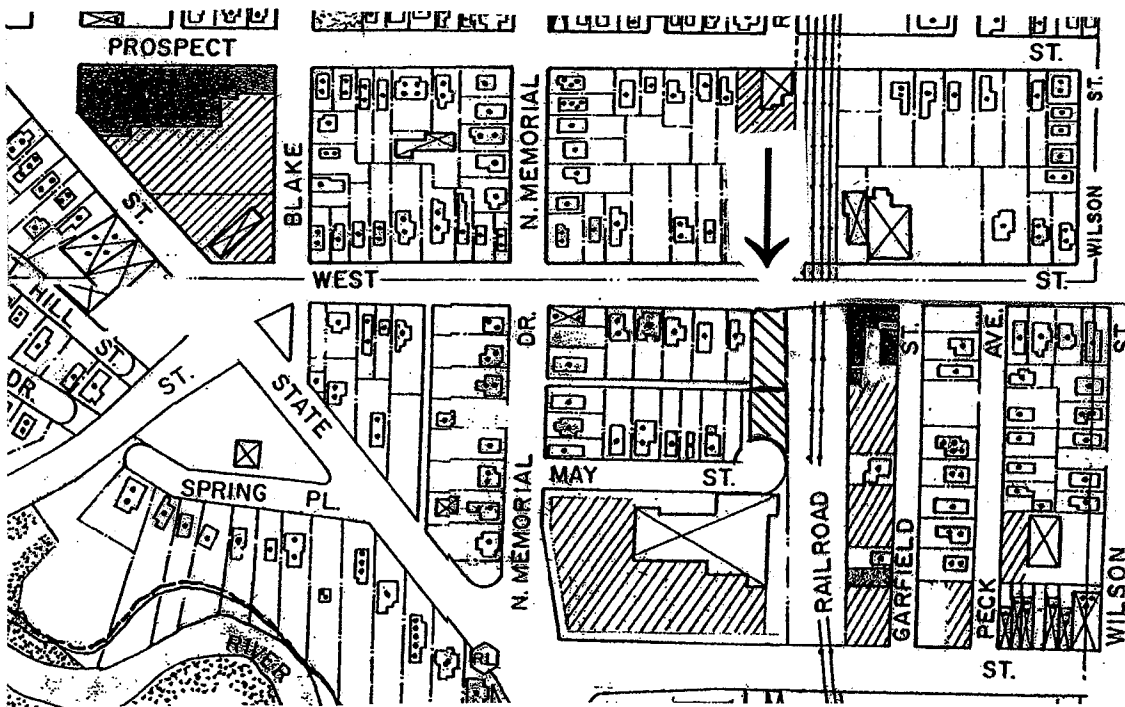 PROSPECT
ST.
ST.
BLAKE
N. MEMORIAL
WILSON
ST.
WEST
ST.
HILL
ST.
DR.
ST.
STATE
DR.
ST.
AVE.
ST
MAY
ST.
SPRING
PL.
N. MEMORIAL
RAILROAD
GARFIELD
PECK
WILSON
RIVER
ST.